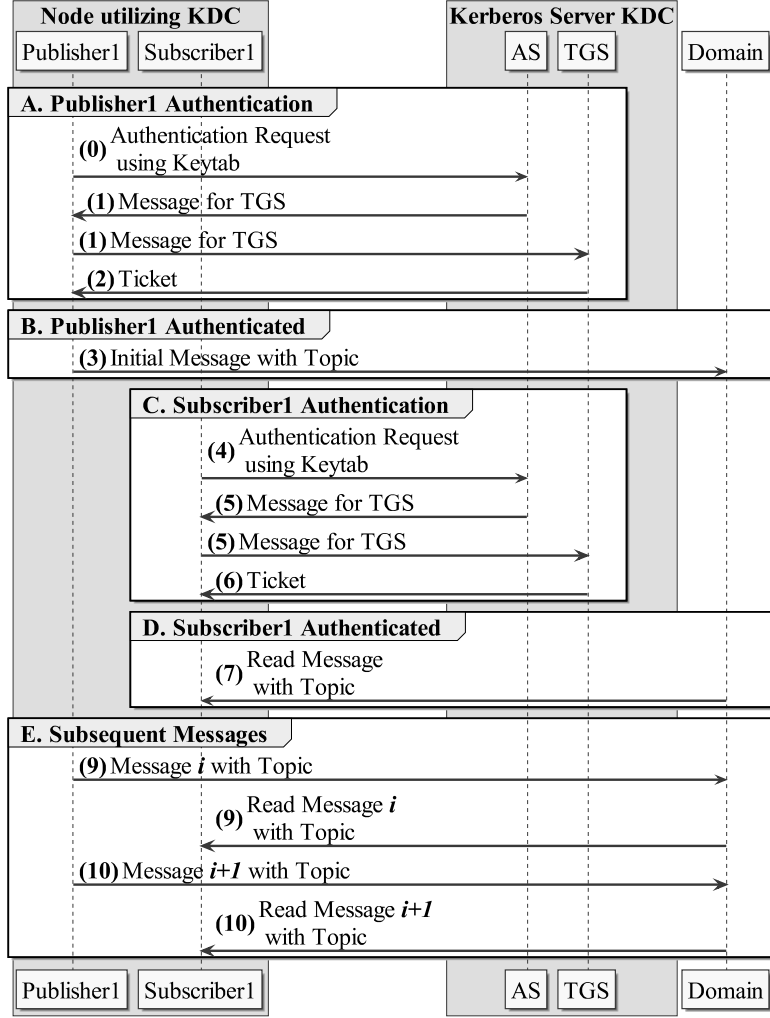 Node utilizing KDC
Kerberos Server KDC
Publisher1
Subscriber1
AS
TGS
Domain
A. Publisher1 Authentication
(0) Authentication Request
using Keytab
(1) Message for TGS
(1) Message for TGS
(2) Ticket
B. Publisher1 Authenticated
(3) Initial Message with Topic
C. Subscriber1 Authentication
(4) Authentication Request
using Keytab
(5) Message for TGS
(5) Message for TGS
(6) Ticket
D. Subscriber1 Authenticated
(7) Read Message
with Topic
E. Subsequent Messages
(9) Message i with Topic
(9) Read Message i
with Topic
(10) Message i+1 with Topic
(10) Read Message i+1
with Topic
Publisher1
Subscriber1
AS
TGS
Domain